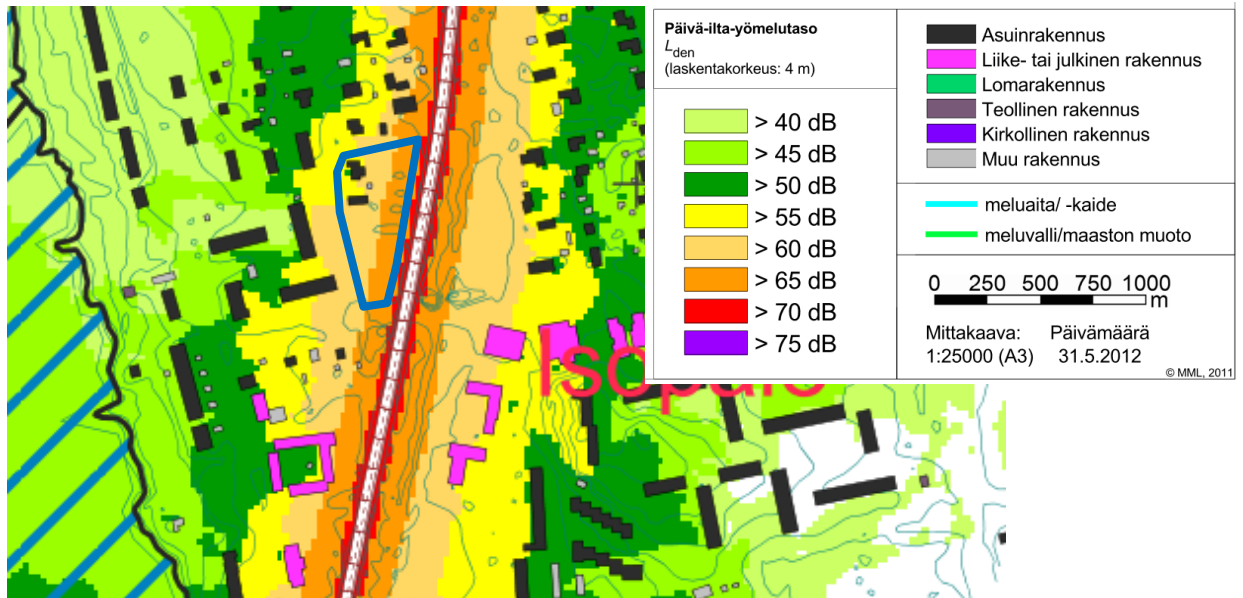 Päivä-ilta-yömelutaso
Lden
(laskentakorkeus: 4 m)
> 40 dB
> 45 dB
> 50 dB
> 55 dB
> 60 dB
> 65 dB
> 70 dB
> 75 dB
Asuinrakennus
Liike- tai julkinen rakennus
Lomarakennus
Teollinen rakennus
Kirkollinen rakennus
Muu rakennus
meluaita/ -kaide
meluvalli/maaston muoto
0 250 500 750 1000
m
Mittakaava: Päivämäärä
1:25000 (A3) 31.5.2012
© MML, 2011